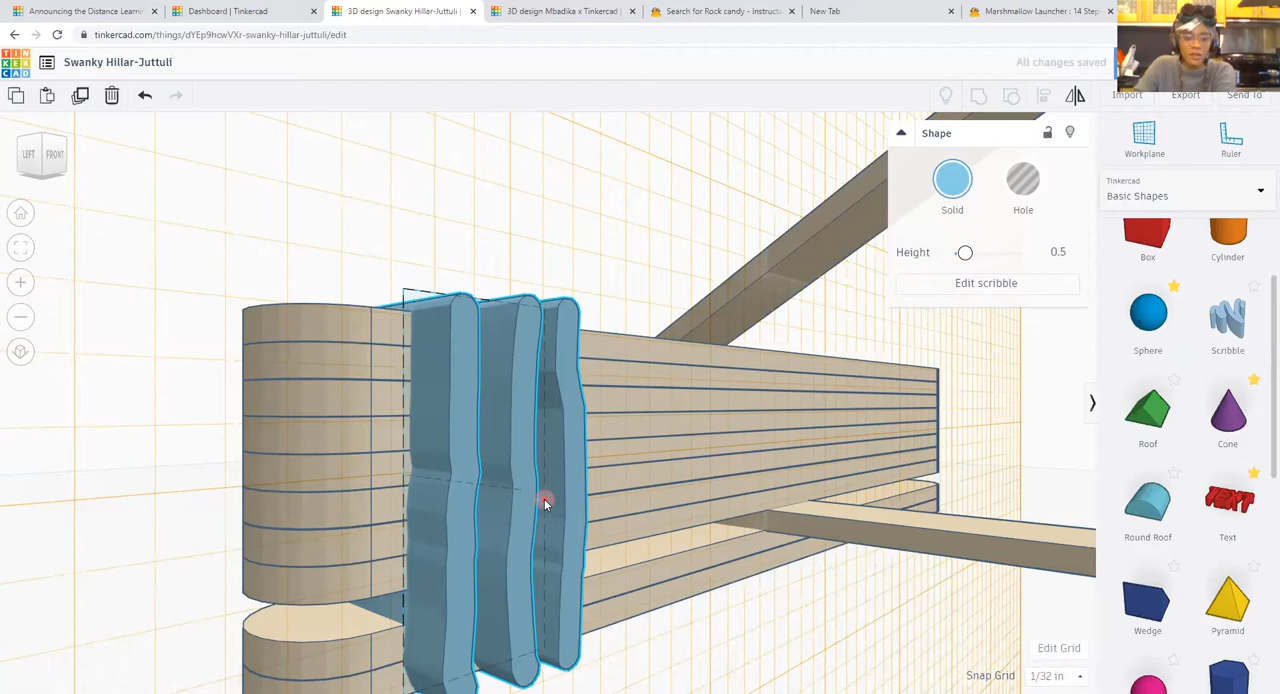 Announcing the Distance Learni
Dashboard | Tinkercad
3D design Swanky Hillar-Juttuli |
3D design Mbadika x Tinkercad |
Search for Rock candy - Instructa
New Tab
Marshmallow Launcher : 14 Step
tinkercad.com/things/dYEp9hcwVXr-swanky-hillar-juttuli/edit
TIN
KER
CAD
Swanky Hillar-Juttuli
All changes saved
Import
Export
Send To
LEFT
FRONT
Shape
Solid
Hole
Height
0.5
Edit scribble
Workplane
Ruler
Tinkercad
Basic Shapes
Box
Cylinder
Sphere
Scribble
Roof
Cone
Round Roof
TEXT
Text
Wedge
Pyramid
Edit Grid
Snap Grid
1/32 in